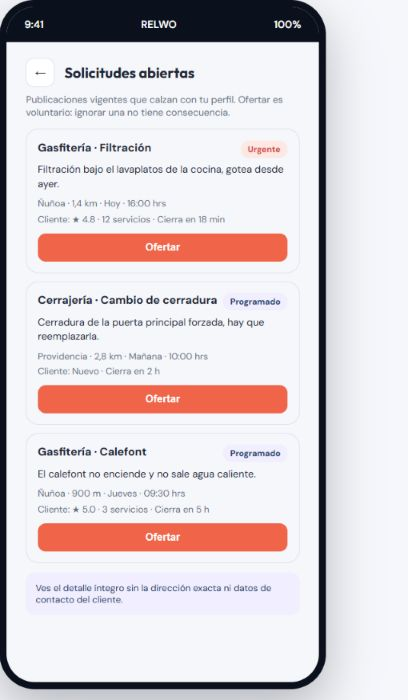 9:41 RELWO 100%
← Solicitudes abiertas
Publicaciones vigentes que calzan con tu perfil. Ofertar es
voluntario: ignorar una no tiene consecuencia.
Gasfitería · Filtración Urgente
Filtración bajo el lavaplatos de la cocina, gotea desde
ayer.
Ñuñoa · 1,4 km · Hoy · 16:00 hrs
Cliente: ★ 4.8 · 12 servicios · Cierra en 18 min
Ofertar
Cerrajería · Cambio de cerradura Programado
Cerradura de la puerta principal forzada, hay que
reemplazarla.
Providencia · 2,8 km · Mañana · 10:00 hrs
Cliente: Nuevo · Cierra en 2 h
Ofertar
Gasfitería · Calefont Programado
El calefont no enciende y no sale agua caliente.
Ñuñoa · 900 m · Jueves · 09:30 hrs
Cliente: ★ 5.0 · 3 servicios · Cierra en 5 h
Ofertar
Ves el detalle íntegro sin la dirección exacta ni datos de
contacto del cliente.